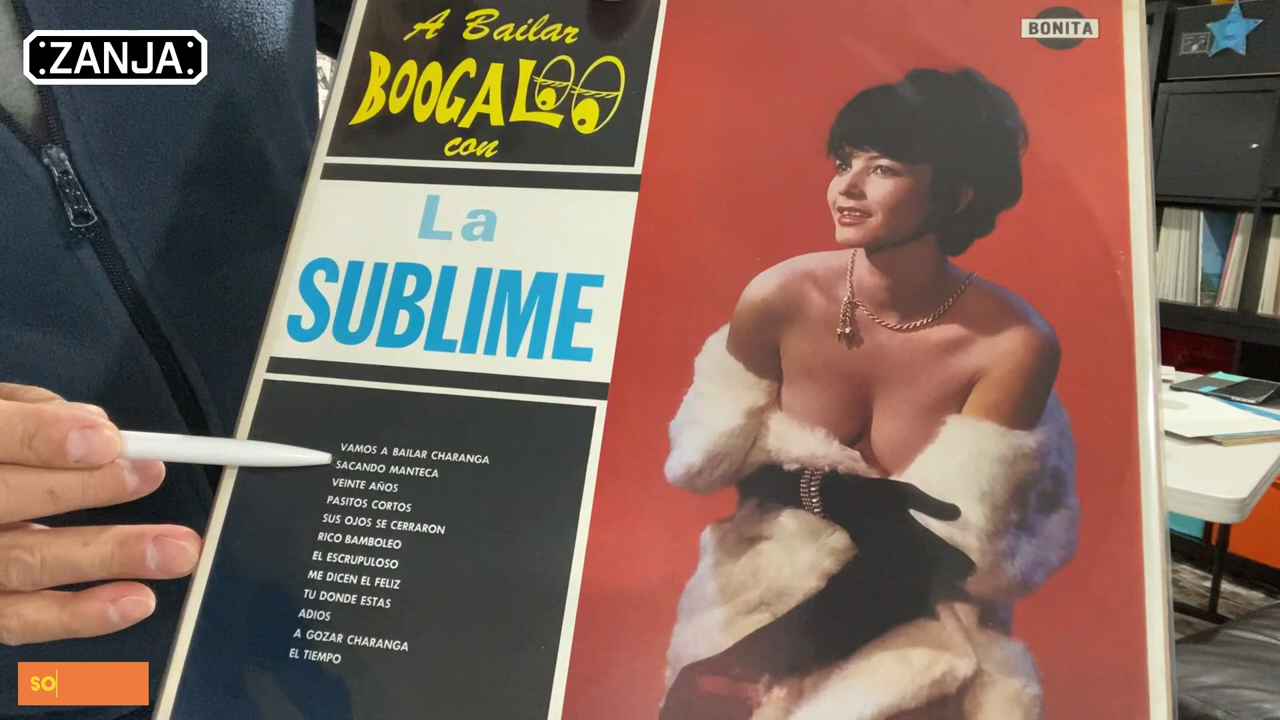 ZANJA
A Bailar
BOOGALOO
con
La
SUBLIME
VAMOS A BAILAR CHARANGA
SACANDO MANTECA
VEINTE AÑOS
PASITOS CORTOS
SUS OJOS SE CERRARON
RICO BAMBOLEO
EL ESCRUPULOSO
ME DICEN EL FELIZ
TU DONDE ESTAS
ADIOS
A GOZAR CHARANGA
EL TIEMPO
BONITA
SO